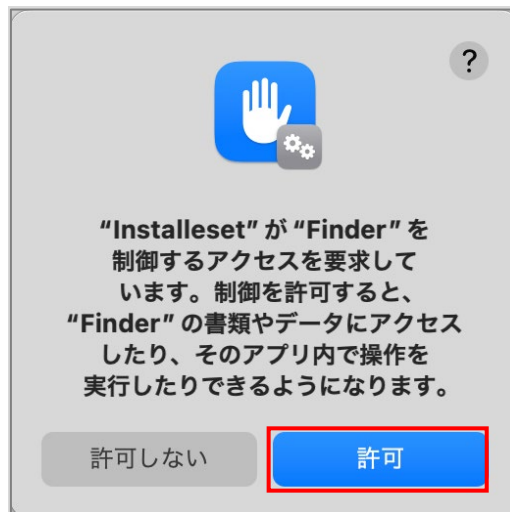 ?
“Installeset” が “Finder” を
制御するアクセスを要求して
います。制御を許可すると、
“Finder” の書類やデータにアクセス
したり、そのアプリ内で操作を
実行したりできるようになります。
許可しない 許可